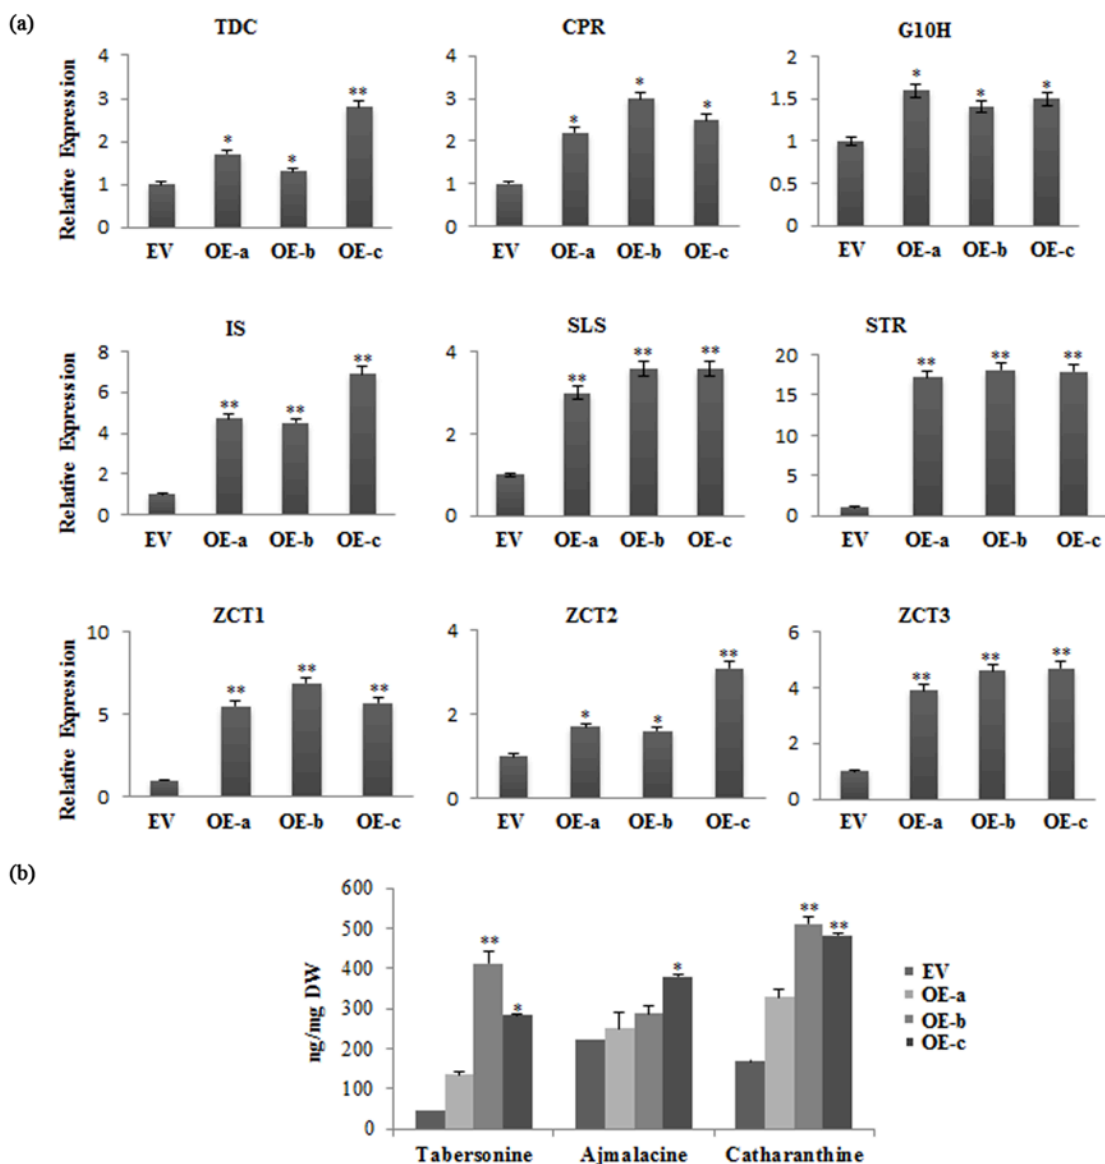 (a)
TDC
CPR
G10H
Relative Expression
4
3
2
1
0
*
*
**
EV OE-a OE-b OE-c
4
3
2
1
0
*
*
*
EV OE-a OE-b OE-c
2
1.5
1
0.5
0
*
*
*
EV OE-a OE-b OE-c
IS
SLS
STR
Relative Expression
8
6
4
2
0
**
**
**
EV OE-a OE-b OE-c
4
2
0
**
**
**
EV OE-a OE-b OE-c
20
15
10
5
0
**
**
**
EV OE-a OE-b OE-c
ZCT1
ZCT2
ZCT3
Relative Expression
10
5
0
**
**
**
EV OE-a OE-b OE-c
4
2
0
*
*
**
EV OE-a OE-b OE-c
6
4
2
0
**
**
**
EV OE-a OE-b OE-c
(b)
ng/mg DW
600
500
400
300
200
100
0
**
*
*
**
**
Tabersonine Ajmalacine Catharanthine
EV
OE-a
OE-b
OE-c